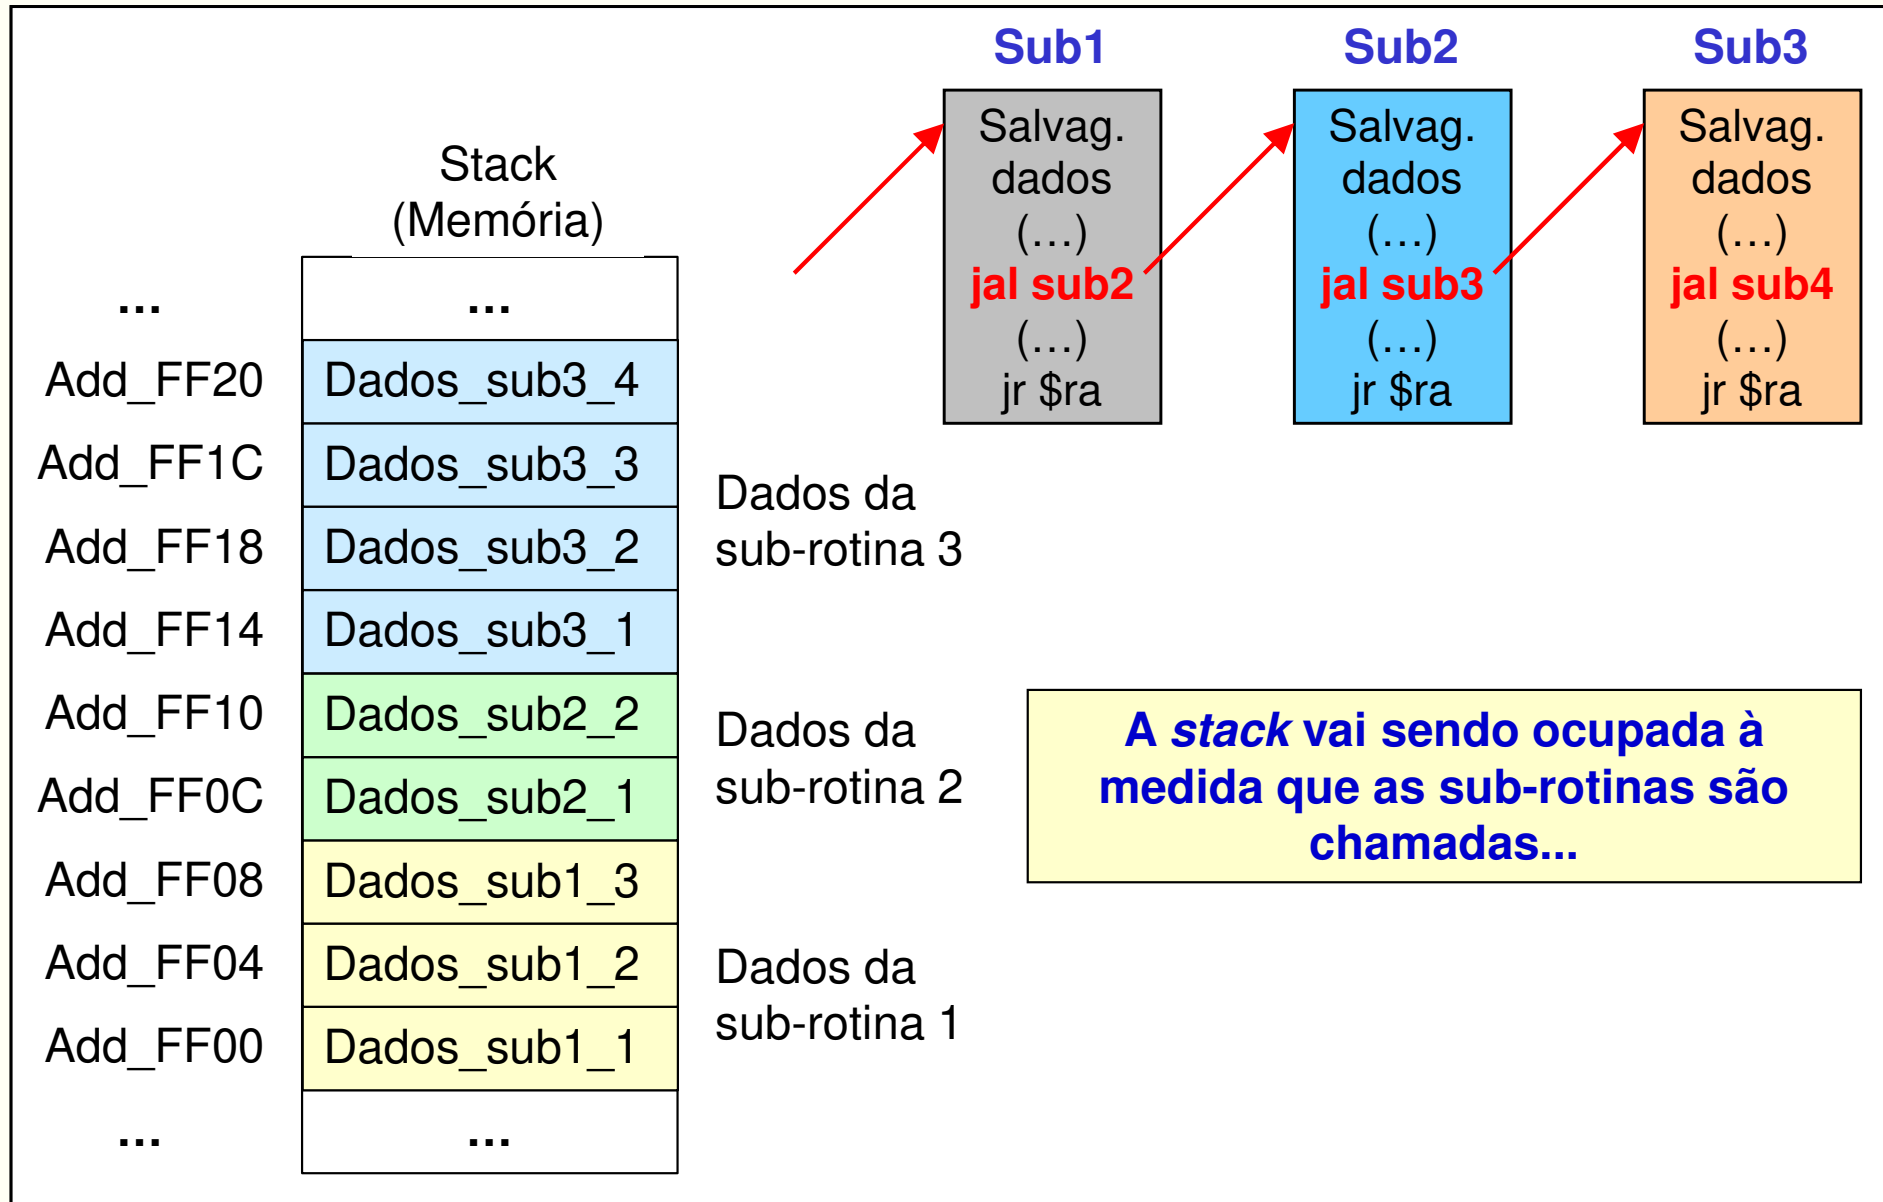 Sub1
Sub2
Sub3
Salvag.
dados
(…)
jal sub2
(…)
jr $ra
Salvag.
dados
(…)
jal sub3
(…)
jr $ra
Salvag.
dados
(…)
jal sub4
(…)
jr $ra
Stack
(Memória)
... ...
Add_FF20 Dados_sub3_4
Add_FF1C Dados_sub3_3
Add_FF18 Dados_sub3_2
Add_FF14 Dados_sub3_1
Add_FF10 Dados_sub2_2
Add_FF0C Dados_sub2_1
Add_FF08 Dados_sub1_3
Add_FF04 Dados_sub1_2
Add_FF00 Dados_sub1_1
... ...
Dados da
sub-rotina 3
Dados da
sub-rotina 2
Dados da
sub-rotina 1
A stack vai sendo ocupada à
medida que as sub-rotinas são
chamadas...